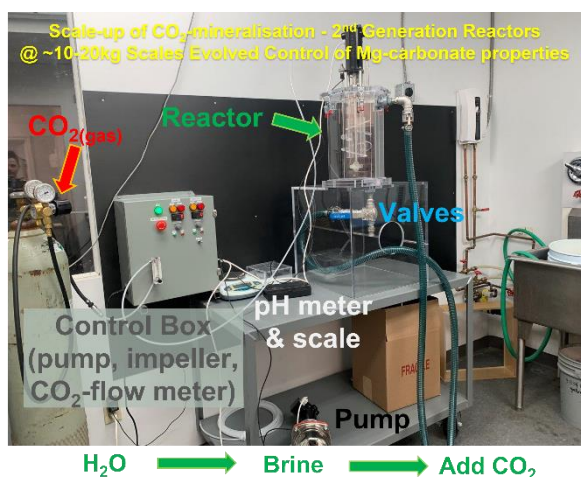 Scale-up of CO₂-mineralisation - 2ⁿᵈ Generation Reactors
@ ~10-20kg Scales Evolved Control of Mg-carbonate properties
CO₂₍gas₎
Reactor
Valves
pH meter
& scale
Control Box
(pump, impeller,
CO₂-flow meter)
FRAGILE
Pump
H₂O
Brine
Add CO₂